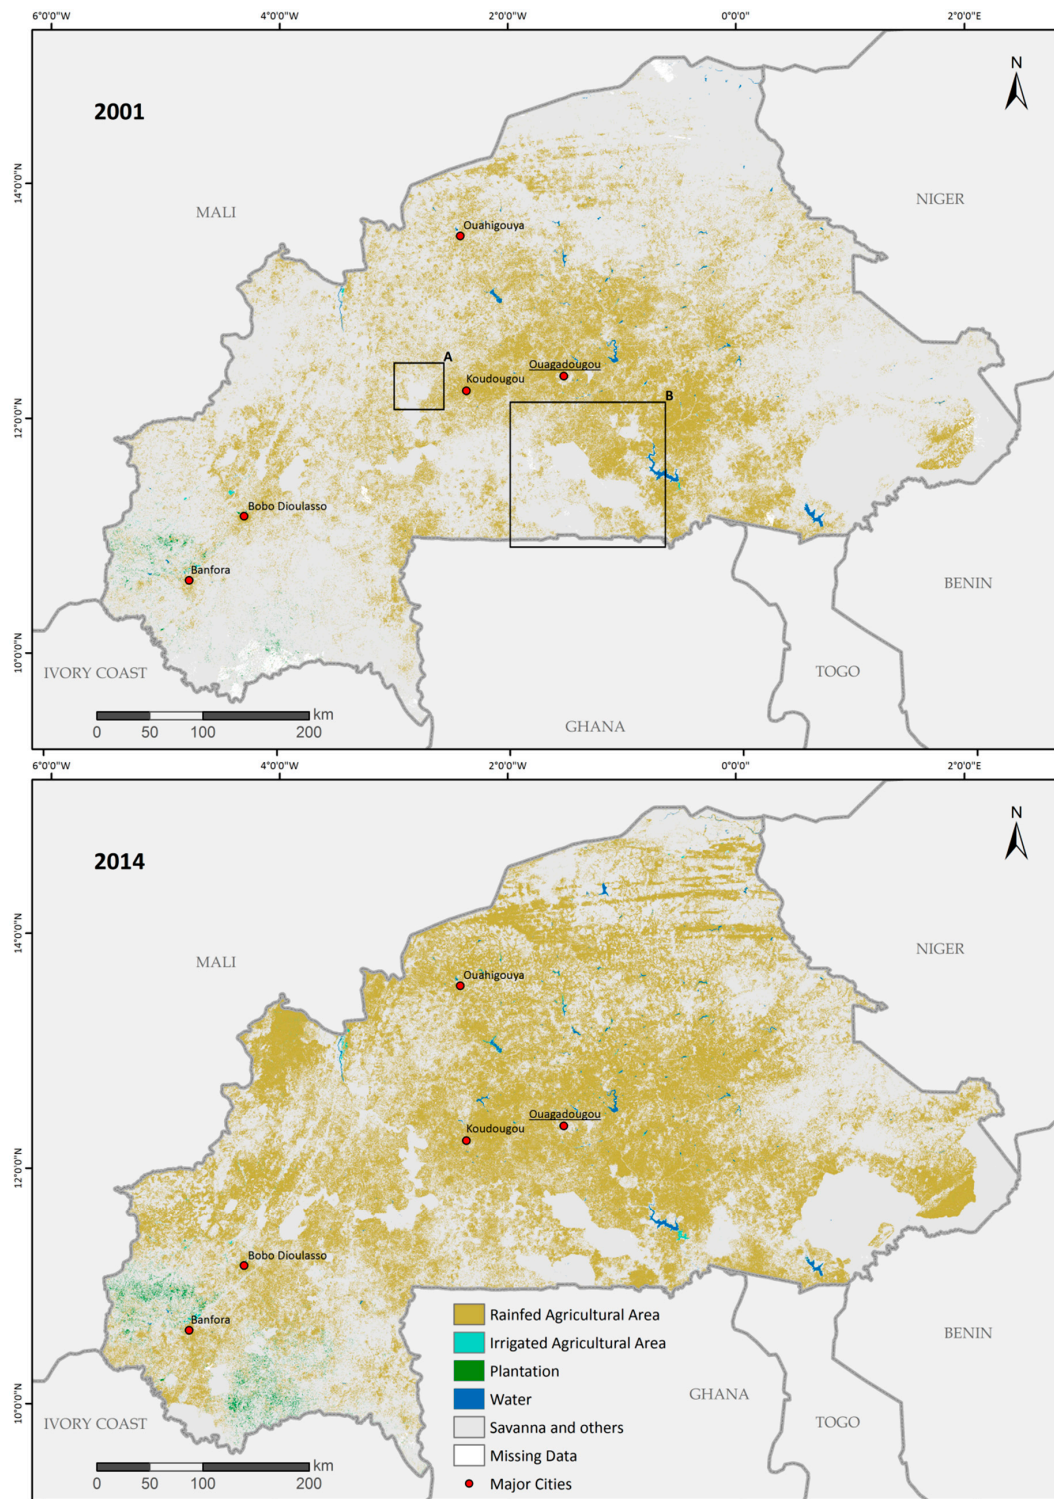 6°0'0"W 4°0'0"W 2°0'0"W 0°0'0" 2°0'0"E
N
2001
14°0'0"N
MALI
NIGER
Ouahigouya
A
Ouagadougou
Koudougou
B
12°0'0"N
Bobo Dioulasso
Banfora
BENIN
10°0'0"N
IVORY COAST
TOGO
km
0 50 100 200
GHANA
6°0'0"W 4°0'0"W 2°0'0"W 0°0'0" 2°0'0"E
N
2014
14°0'0"N
MALI
NIGER
Ouahigouya
Ouagadougou
Koudougou
12°0'0"N
Bobo Dioulasso
Banfora
Rainfed Agricultural Area
Irrigated Agricultural Area
BENIN
Plantation
Water
GHANA
10°0'0"N
IVORY COAST
Savanna and others
TOGO
Missing Data
km
0 50 100 200
Major Cities